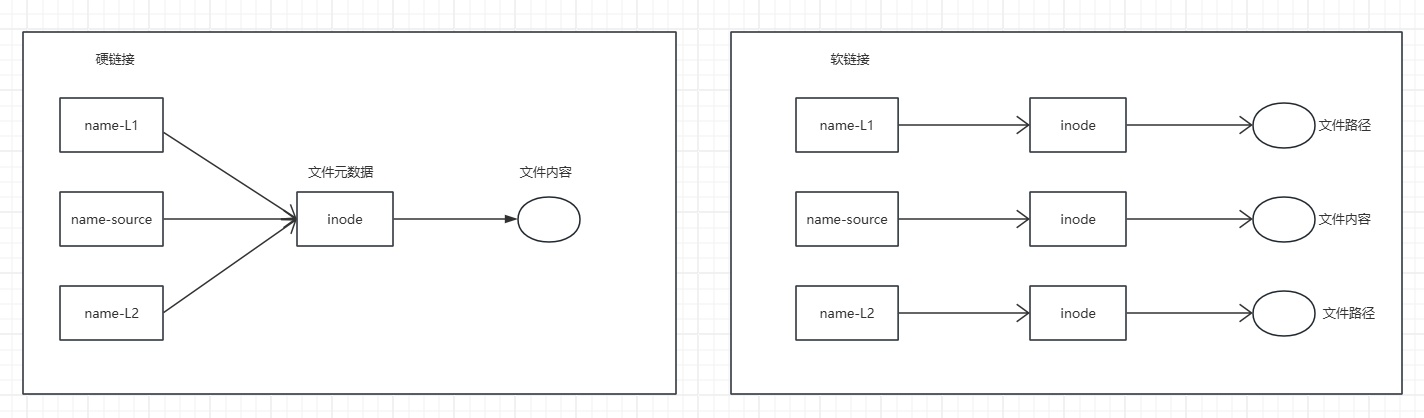 硬链接
name-L1
文件元数据
文件内容
name-source
inode
name-L2
软链接
name-L1
inode
文件路径
name-source
inode
文件内容
name-L2
inode
文件路径